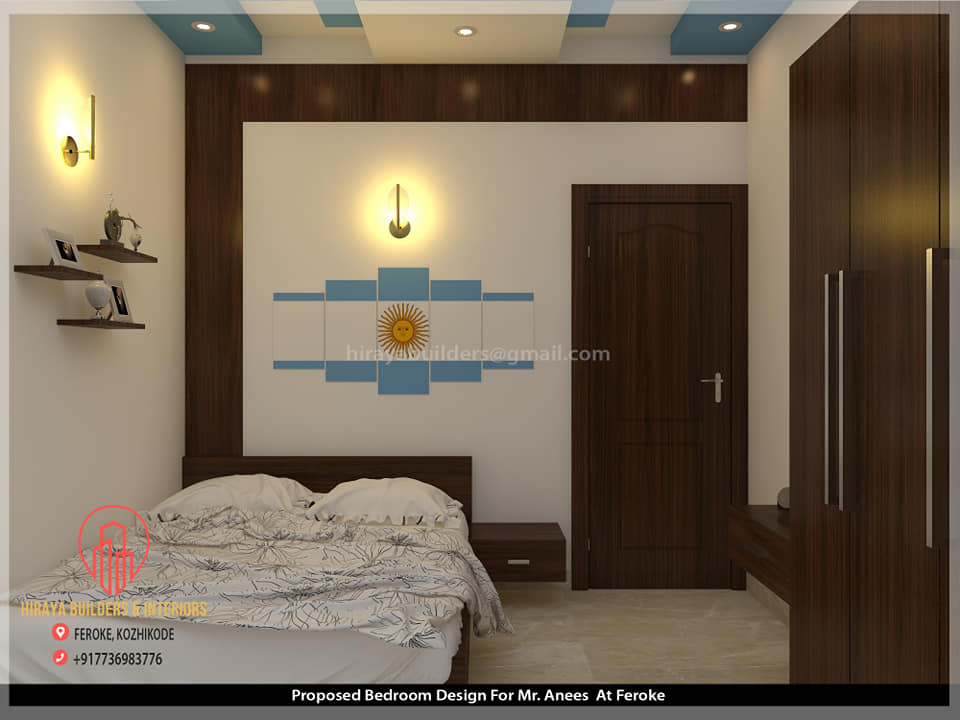 hirayabuilders@gmail.com
HIRAYA BUILDERS & INTERIORS
FEROKE, KOZHIKODE
+917736983776
Proposed Bedroom Design For Mr. Anees At Feroke